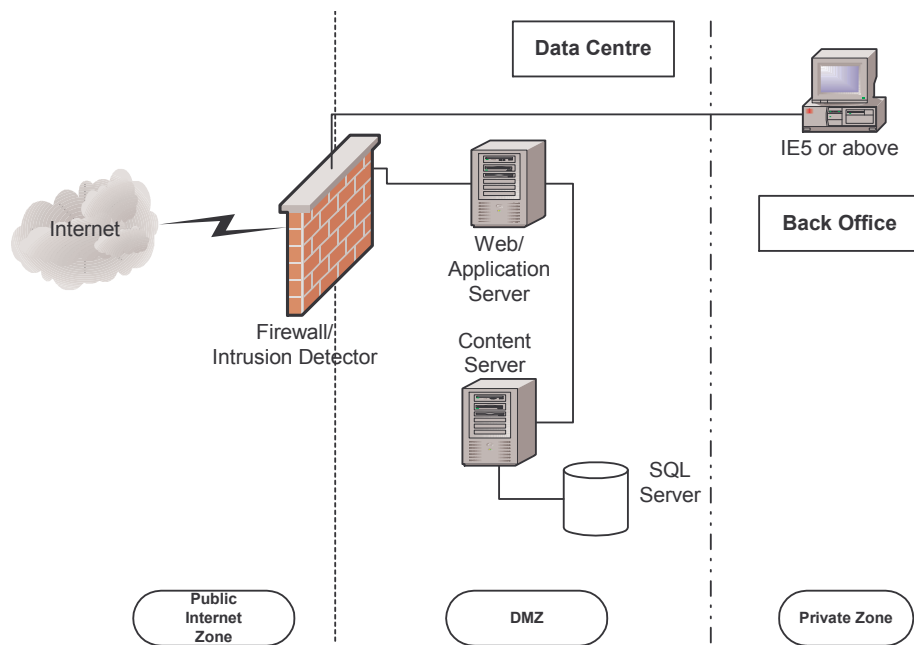 Data Centre
IE5 or above
Internet
Back Office
Web/
Application
Server
Firewall/
Intrusion Detector
Content
Server
SQL
Server
Public
Internet
Zone
DMZ
Private Zone